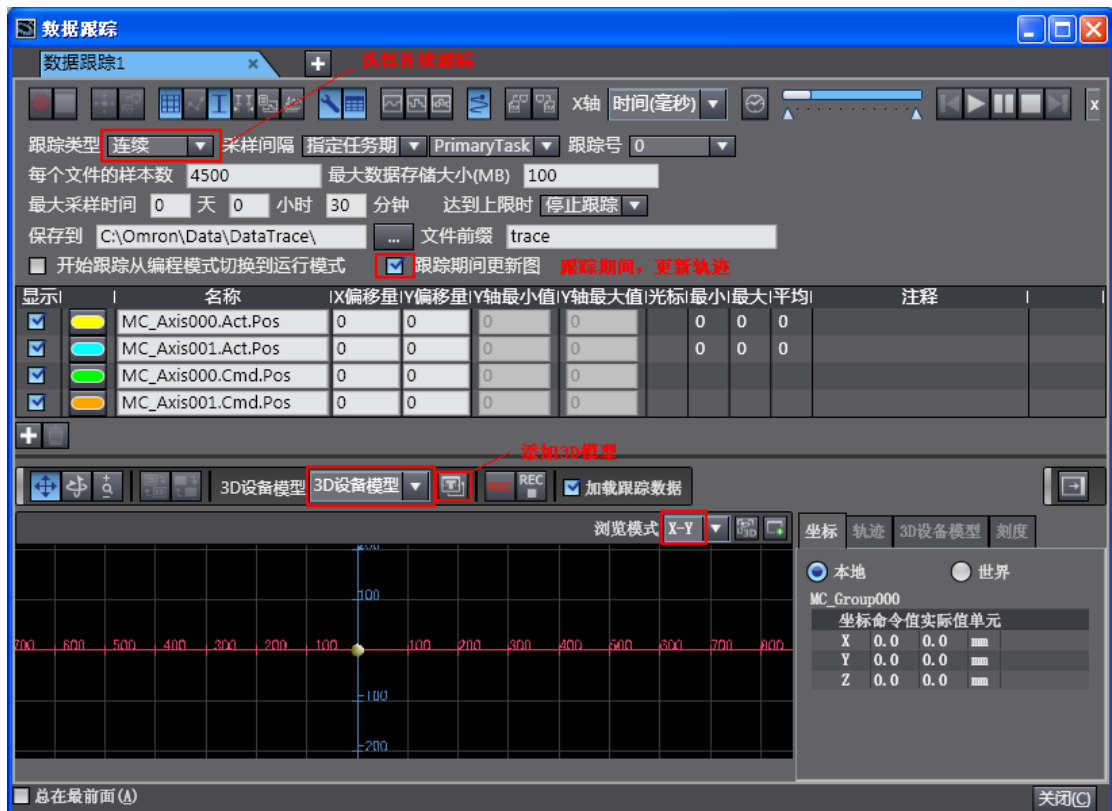 数据跟踪
数据跟踪1 × + 选择连续跟踪
X轴 时间(毫秒) x
跟踪类型 连续 采样间隔 指定任务期 PrimaryTask 跟踪号 0
每个文件的样本数 4500 最大数据存储大小(MB) 100
最大采样时间 0 天 0 小时 30 分钟 达到上限时 停止跟踪
保存到 C:\Omron\Data\DataTrace\ ... 文件前缀 trace
开始跟踪从编程模式切换到运行模式 跟踪期间更新图 跟踪期间，更新轨迹
显示 名称 X偏移量 Y偏移量 Y轴最小值 Y轴最大值 光标 最小 最大 平均 注释
MC_Axis000.Act.Pos 0 0 0 0 0 0 0
MC_Axis001.Act.Pos 0 0 0 0 0 0 0
MC_Axis000.Cmd.Pos 0 0 0 0
MC_Axis001.Cmd.Pos 0 0 0 0
+ 添加3D模型
3D设备模型 3D设备模型 REC REC 加载跟踪数据
浏览模式 X-Y 3D
200
100
700 600 500 400 300 200 100 100 200 300 400 500 600 700 800
-100
-200
坐标 轨迹 3D设备模型 刻度
本地 世界
MC_Group000
坐标 命令值 实际值 单元
X 0.0 0.0 mm
Y 0.0 0.0 mm
Z 0.0 0.0 mm
总在最前面(A) 关闭(C)